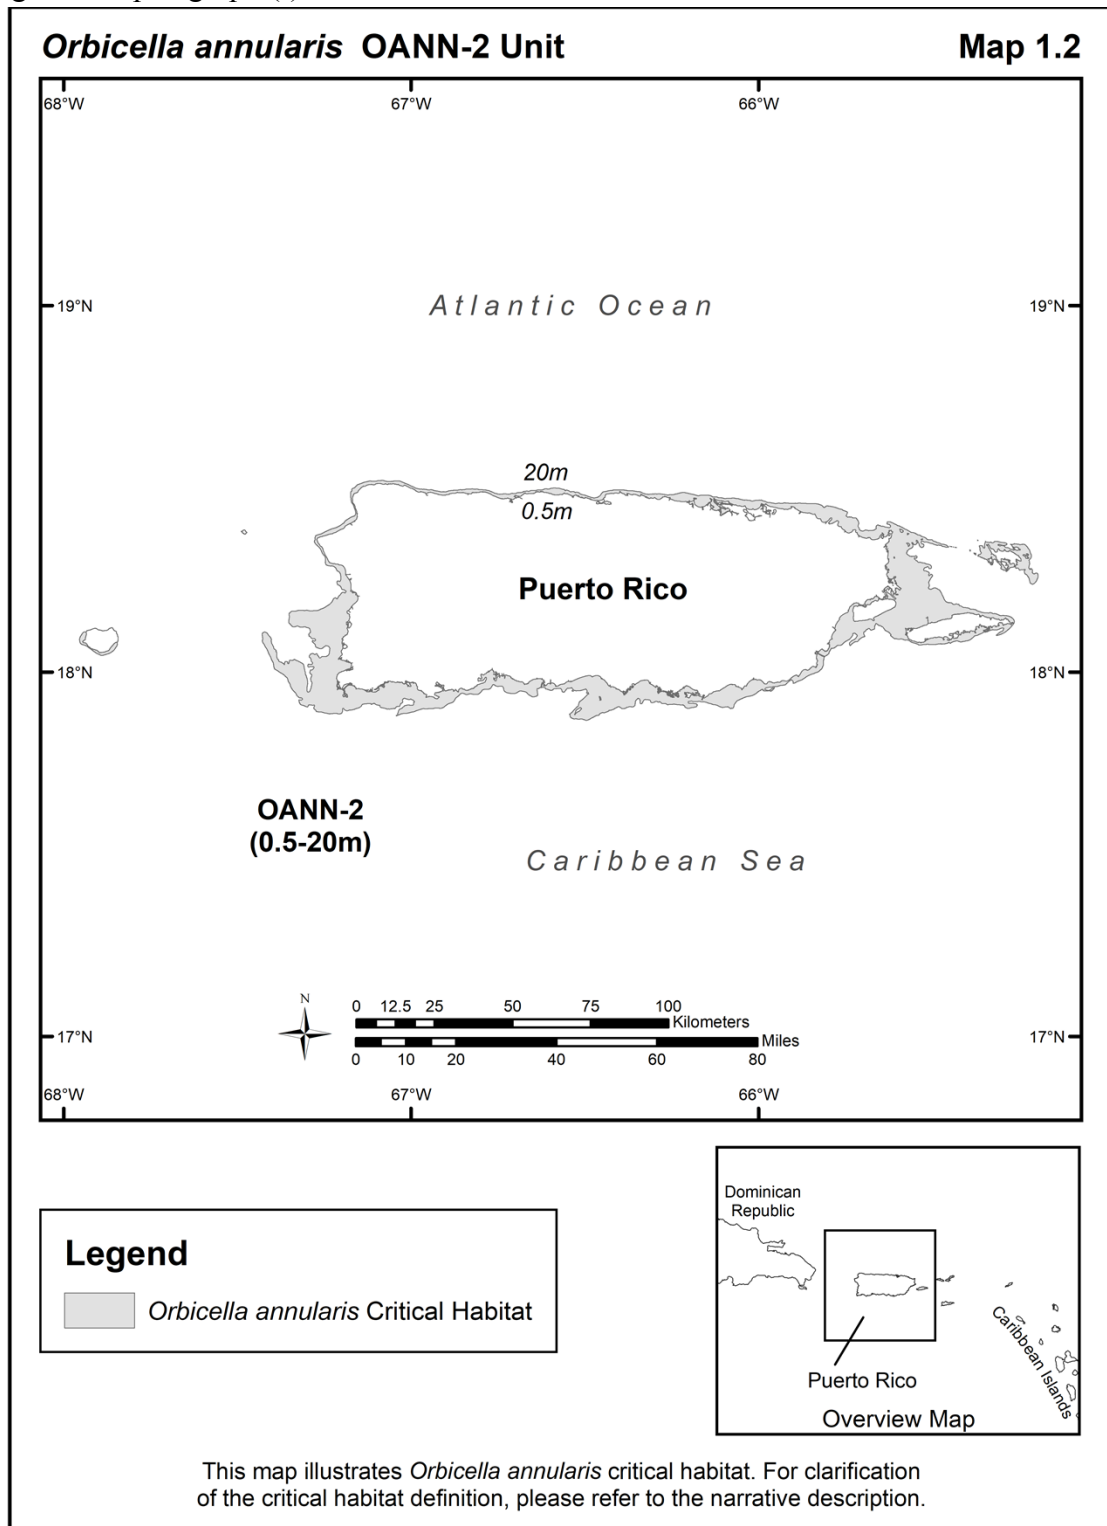 Orbicella annularis OANN-2 Unit
Map 1.2
68°W
67°W
66°W
19°N
19°N
Atlantic Ocean
20m
0.5m
Puerto Rico
18°N
18°N
OANN-2
(0.5-20m)
Caribbean Sea
N
0 12.5 25 50 75 100
Kilometers
Miles
0 10 20 40 60 80
17°N
17°N
68°W
67°W
66°W
Dominican
Republic
Caribbean Islands
Puerto Rico
Overview Map
Legend
Orbicella annularis Critical Habitat
This map illustrates Orbicella annularis critical habitat. For clarification
of the critical habitat definition, please refer to the narrative description.